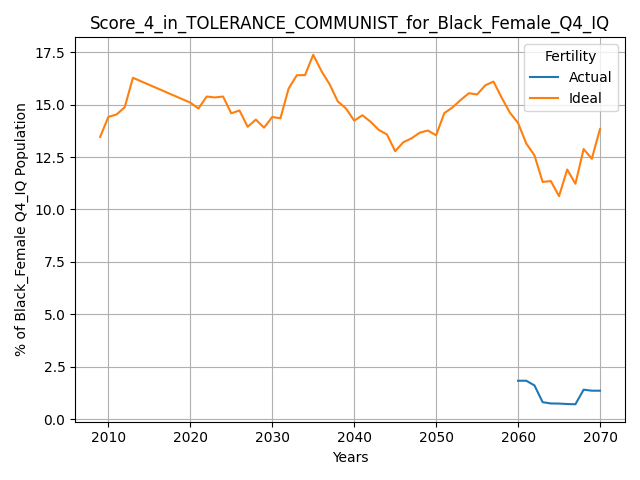 Score_4_in_TOLERANCE_COMMUNIST_for_Black_Female_Q4_IQ
Fertility
Actual
Ideal
% of Black_Female Q4_IQ Population
17.5
15.0
12.5
10.0
7.5
5.0
2.5
0.0
2010 2020 2030 2040 2050 2060 2070
Years